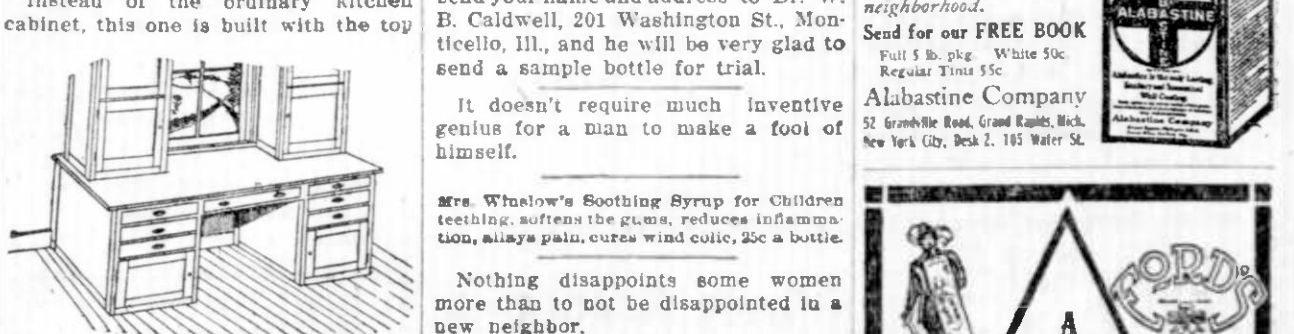 Instead of the ordinary kitchen
cabinet, this one is built with the top
send your name and address to Dr. W.
B. Caldwell, 201 Washington St., Mon-
ticello, Ill., and he will be very glad to
send a sample bottle for trial.
It doesn't require much inventive
genius for a man to make a fool of
himself.
Mrs. Winslow's Soothing Syrup for Children
teething, softens the gums, reduces inflamma-
tion, allays pain, cures wind colic, 25c a bottle.
Nothing disappoints some women
more than to not be disappointed in a
new neighbor.
neighborhood.
Send for our FREE BOOK
Full 5 lb. pkg. White 50c
Regular Tints 55c
Alabastine Company
52 Grandville Road, Grand Rapids, Mich.
New York City, Desk 2, 105 Water St.
ALABASTINE
Alabastine Company
FORDS
A